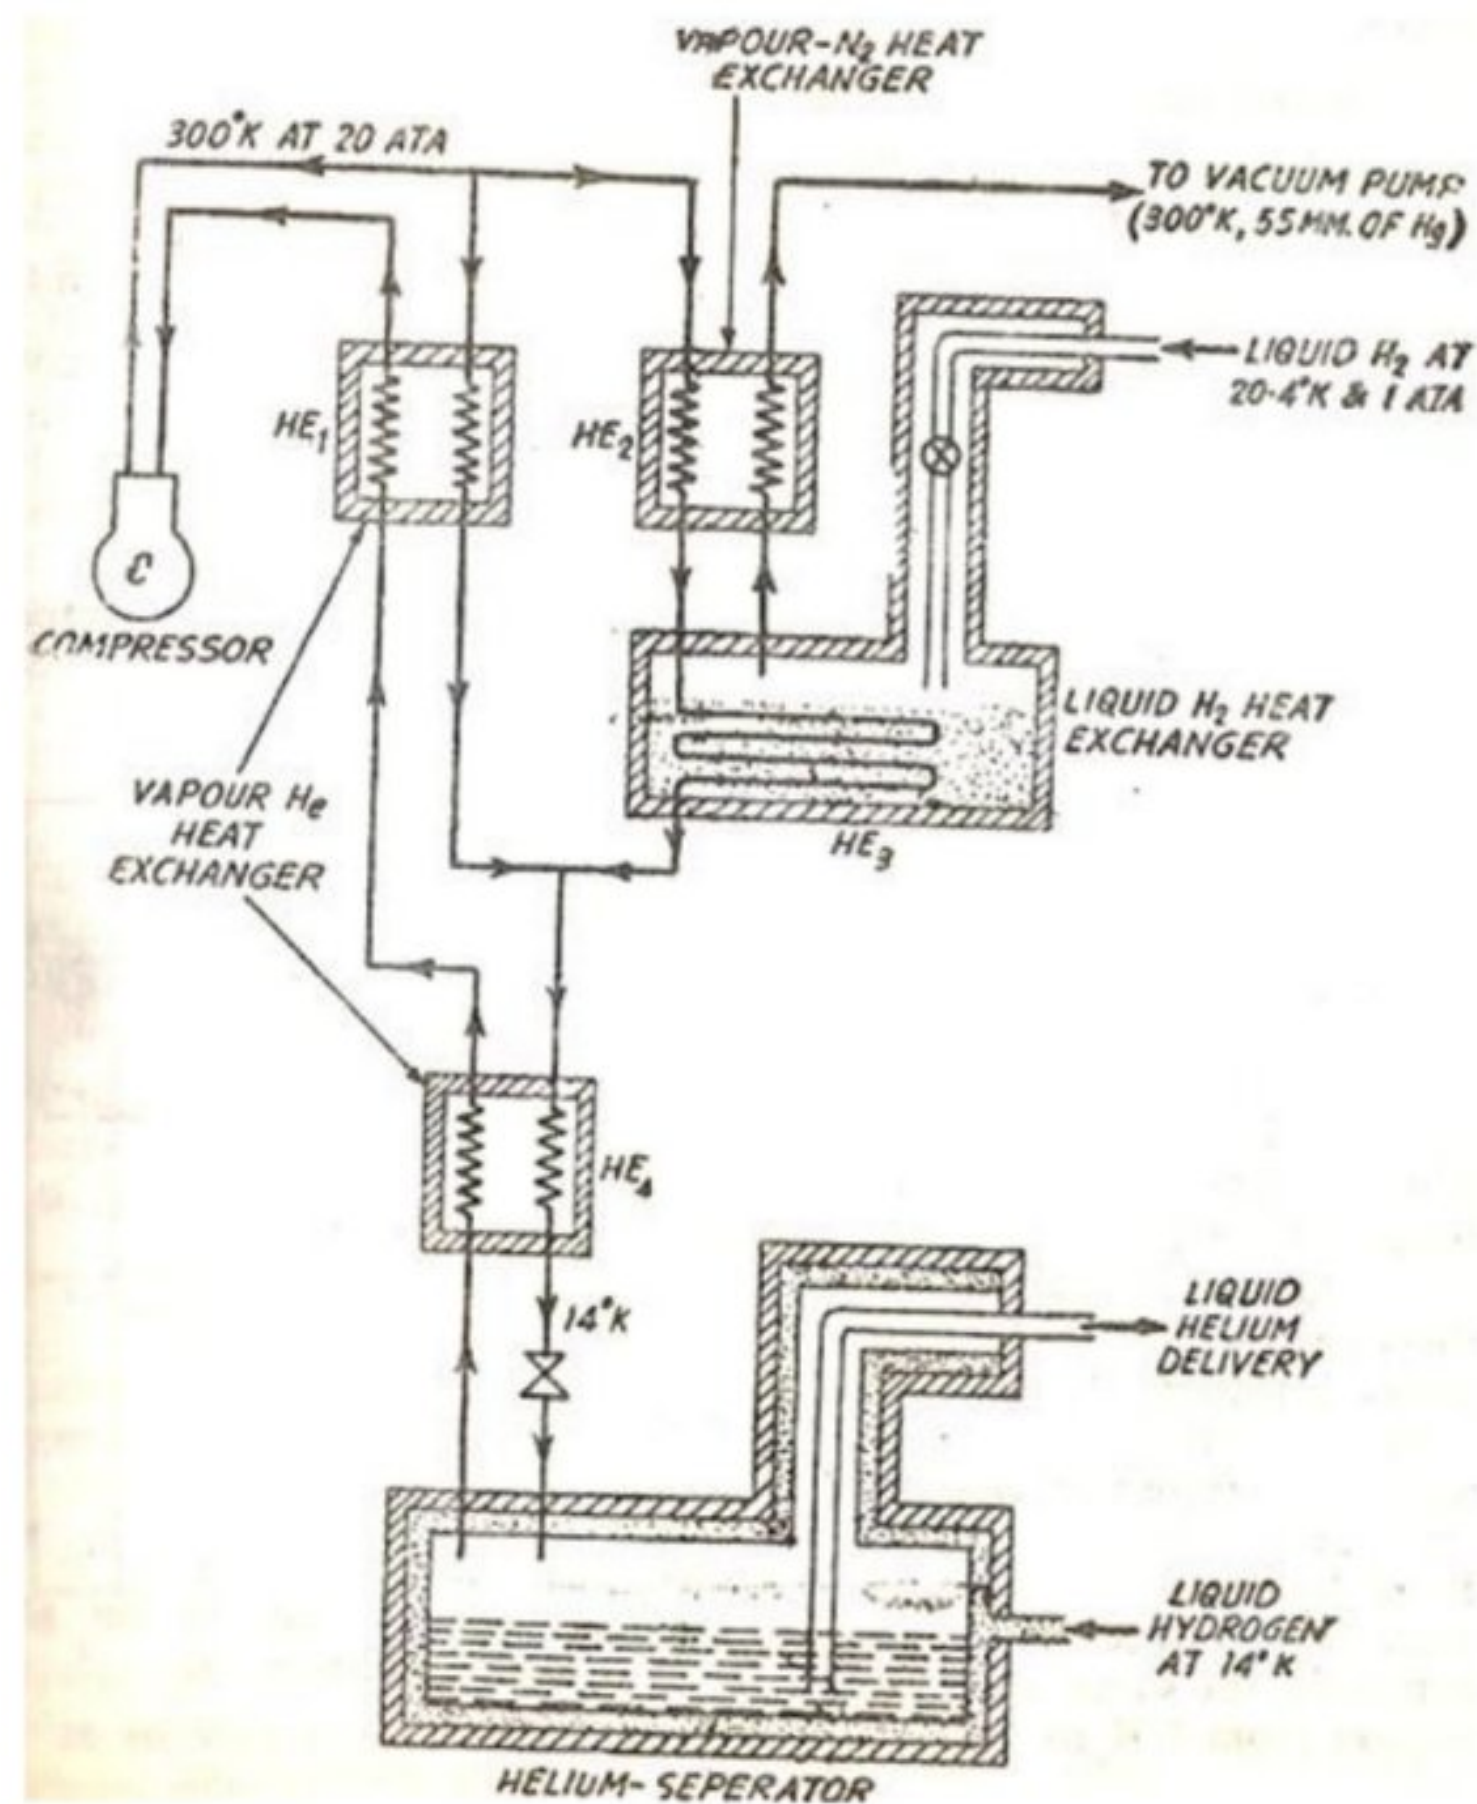 VAPOUR-N₂ HEAT
EXCHANGER
300°K AT 20 ATA
TO VACUUM PUMP
(300°K, 55MM. OF Hg)
LIQUID H₂ AT
20.4°K & 1 ATA
HE₁
HE₂
C
COMPRESSOR
LIQUID H₂ HEAT
EXCHANGER
VAPOUR He
HEAT
EXCHANGER
HE₃
HE₄
14°K
LIQUID
HELIUM
DELIVERY
LIQUID
HYDROGENT
AT 14°K
HELIUM-SEPERATOR